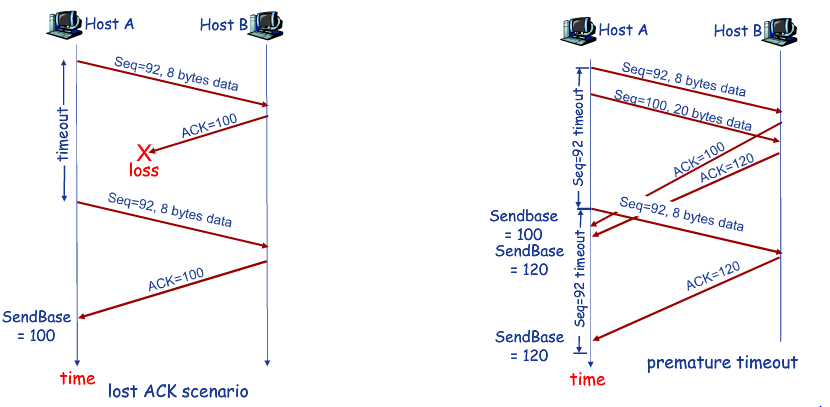 Host A
Host B
Seq=92, 8 bytes data
timeout
ACK=100
X
loss
Seq=92, 8 bytes data
ACK=100
SendBase
= 100
time
lost ACK scenario
Host A
Host B
Seq=92, 8 bytes data
Seq=100, 20 bytes data
Seq=92 timeout
ACK=100
ACK=120
Seq=92, 8 bytes data
Sendbase
= 100
SendBase
= 120
Seq=92 timeout
ACK=120
SendBase
= 120
premature timeout
time